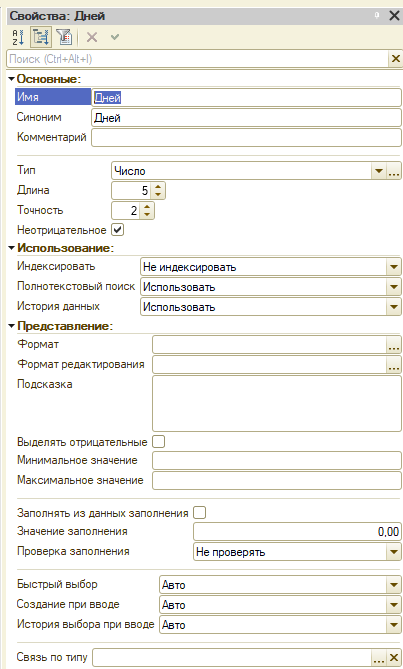 Свойства: Дней
Поиск (Ctrl+Alt+I)
Основные:
Имя Дней
Синоним Дней
Комментарий
Тип Число
Длина 5
Точность 2
Неотрицательное
Использование:
Индексировать Не индексировать
Полнотекстовый поиск Использовать
История данных Использовать
Представление:
Формат
Формат редактирования
Подсказка
Выделять отрицательные
Минимальное значение
Максимальное значение
Заполнять из данных заполнения
Значение заполнения 0,00
Проверка заполнения Не проверять
Быстрый выбор Авто
Создание при вводе Авто
История выбора при вводе Авто
Связь по типу